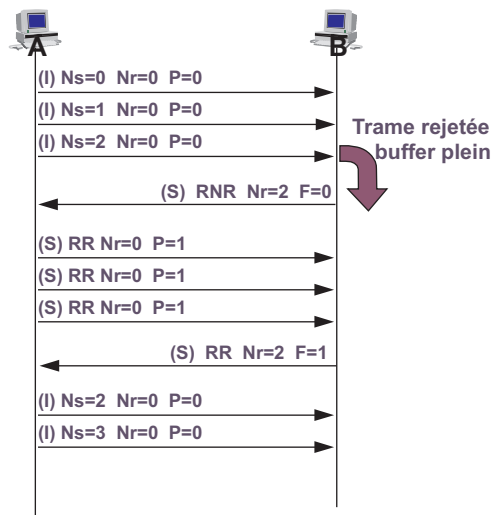 A
B
(I) Ns=0 Nr=0 P=0
(I) Ns=1 Nr=0 P=0
(I) Ns=2 Nr=0 P=0
Trame rejetée
buffer plein
(S) RNR Nr=2 F=0
(S) RR Nr=0 P=1
(S) RR Nr=0 P=1
(S) RR Nr=0 P=1
(S) RR Nr=2 F=1
(I) Ns=2 Nr=0 P=0
(I) Ns=3 Nr=0 P=0